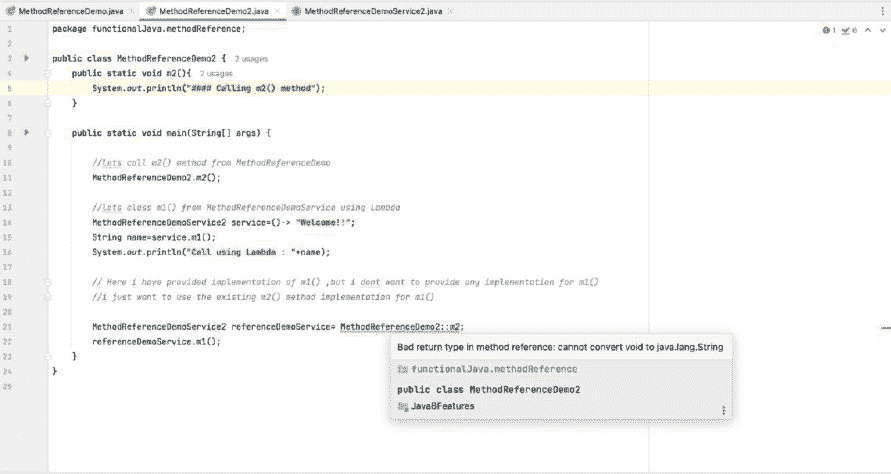 MethodReferenceDemo.java MethodReferenceDemo2.java MethodReferenceDemoService2.java
1 package functionalJava.methodReference; 1 6
2
3 public class MethodReferenceDemo2 { 2 usages
4 public static void m2(){ 2 usages
5 System.out.println("#### Calling m2() method");
6 }
7
8 public static void main(String[] args) {
9
10 //lets call m2() method from MethodReferenceDemo
11 MethodReferenceDemo2.m2();
12
13 //lets class m1() from MethodReferenceDemoService using Lambda
14 MethodReferenceDemoService2 service=()-> "Welcome!!";
15 String name=service.m1();
16 System.out.println("Call using Lambda : "+name);
17
18 // Here i have provided implementation of m1() ,but i dont want to provide any implementation for m1()
19 //i just want to use the existing m2() method implementation for m1()
20
21 MethodReferenceDemoService2 referenceDemoService= MethodReferenceDemo2::m2;
22 referenceDemoService.m1();
23 }
24 }
25
Bad return type in method reference: cannot convert void to java.lang.String
functionalJava.methodReference
public class MethodReferenceDemo2
Java8Features